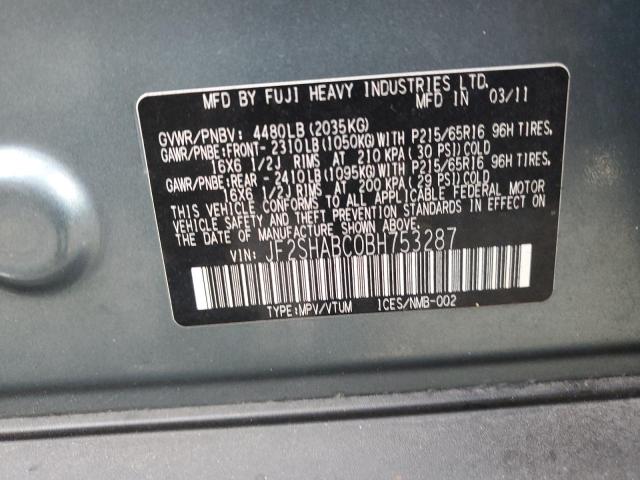 MFD BY FUJI HEAVY INDUSTRIES LTD.
MFD IN 03/11
GVWR/PNBV: 4480LB(2035KG)
GAWR/PNBE:FRONT-2310LB(1050KG)WITH P215/65R16 96H TIRES,
16X6 1/2J RIMS AT 210 KPA (30 PSI)COLD
GAWR/PNBE:REAR -2410LB(1095KG)WITH P215/65R16 96H TIRES,
16X6 1/2J RIMS AT 200 KPA (29 PSI)COLD
THIS VEHICLE CONFORMS TO ALL APPLICABLE FEDERAL MOTOR
VEHICLE SAFETY AND THEFT PREVENTION STANDARDS IN EFFECT ON THE
DATE OF MANUFACTURE SHOWN ABOVE.
VIN: JF2SHABC0BH753287
TYPE:MPV/VTUM ICES/NMB-002